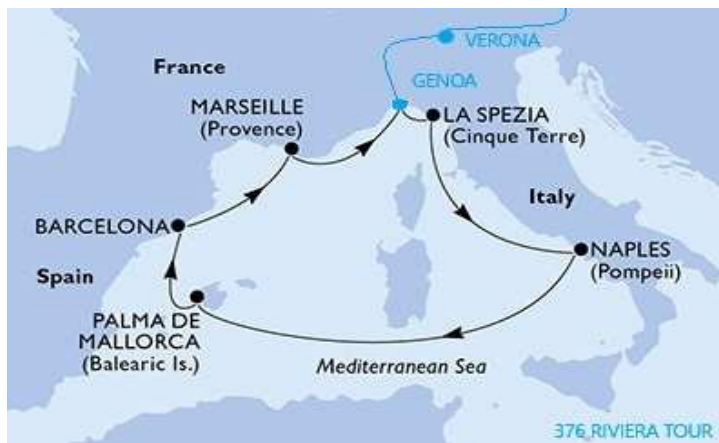 VERONA
France
GENOA
MARSEILLE
(Provence)
LA SPEZIA
(Cinque Terre)
Italy
BARCELONA
NAPLES
(Pompeii)
Spain
PALMA DE
MALLORCA
(Balearic Is.)
Mediterranean Sea
376 RIVIERA TOUR